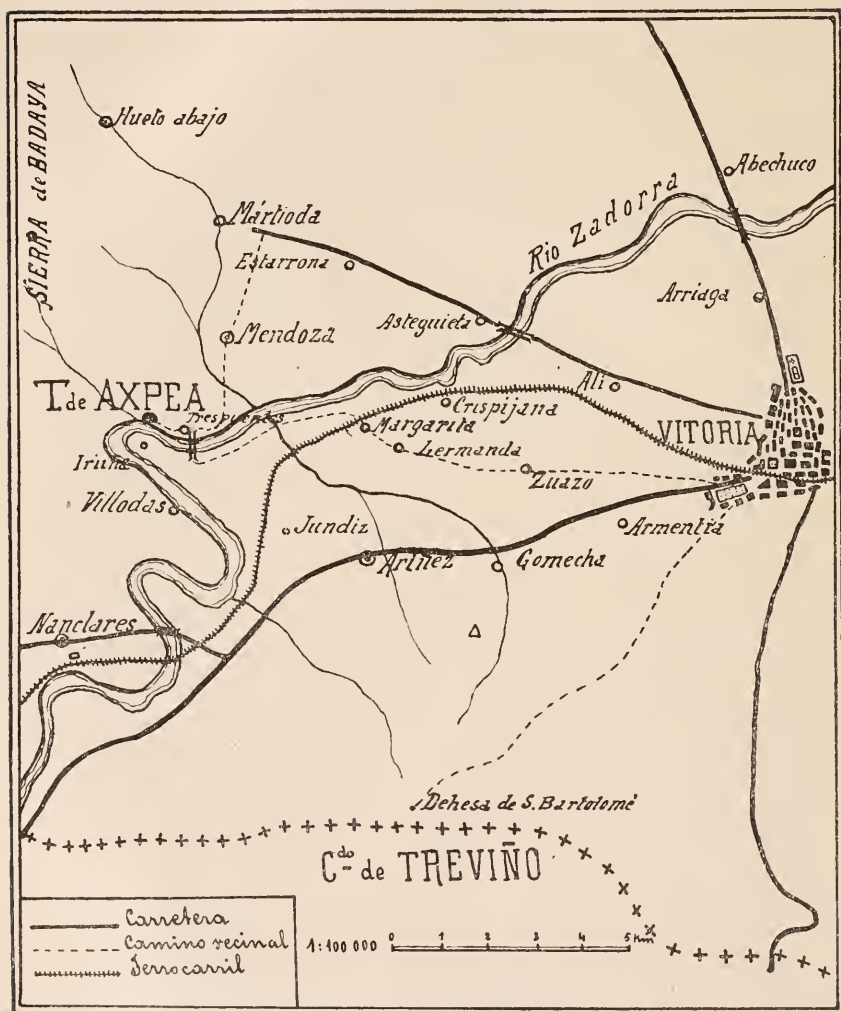 SIERRA de BADAYA
Hueto abajo
Abechuco
Mártioda
Rio Zadorra
Estarrona
Arriaga
Asteguieta
Mendoza
Ali
T. de AXPEA
Crispijana
Trespuentes
Margarita
VITORIA
Iruña
Lermanda
Zuazo
Villodas
Jundiz
Armentia
Ariñez
Gomecha
Nanclares
Dehesa de S. Bartolomé
Cdo de TREVIÑO
Carretera
Camino vecinal
Ferrocarril
1:100 000 0 1 2 3 4 5 Km